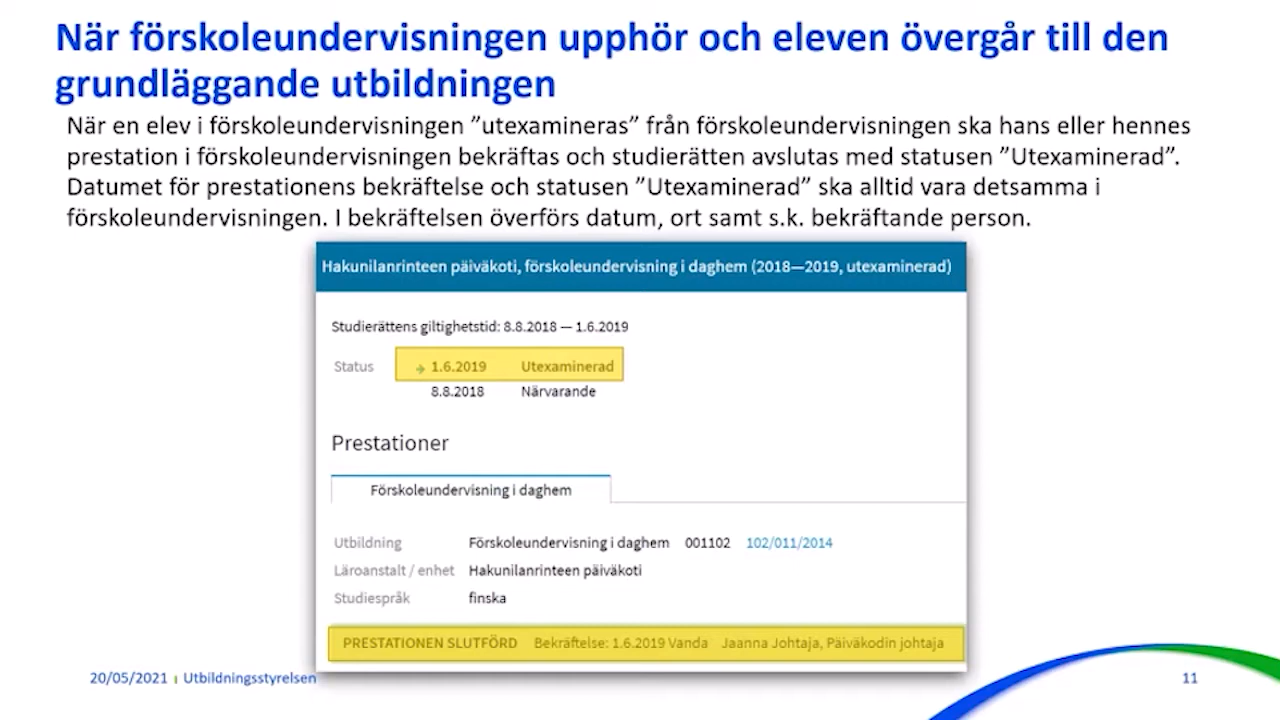 När förskoleundervisningen upphör och eleven övergår till den
grundläggande utbildningen
När en elev i förskoleundervisningen ”utexamineras” från förskoleundervisningen ska hans eller hennes
prestation i förskoleundervisningen bekräftas och studierätten avslutas med statusen ”Utexaminerad”.
Datumet för prestationens bekräftelse och statusen ”Utexaminerad” ska alltid vara detsamma i
förskoleundervisningen. I bekräftelsen överförs datum, ort samt s.k. bekräftande person.
Hakunilanrinteen päiväkoti, förskoleundervisning i daghem (2018—2019, utexaminerad)
Studierättens giltighetstid: 8.8.2018 — 1.6.2019
Status → 1.6.2019 Utexaminerad
8.8.2018 Närvarande
Prestationer
Förskoleundervisning i daghem
Utbildning Förskoleundervisning i daghem 001102 102/011/2014
Läroanstalt / enhet Hakunilanrinteen päiväkoti
Studiespråk finska
PRESTATIONEN SLUTFÖRD Bekräftelse: 1.6.2019 Vanda Jaanna Johtaja, Päiväkodin johtaja
20/05/2021 Utbildningsstyrelsen 11